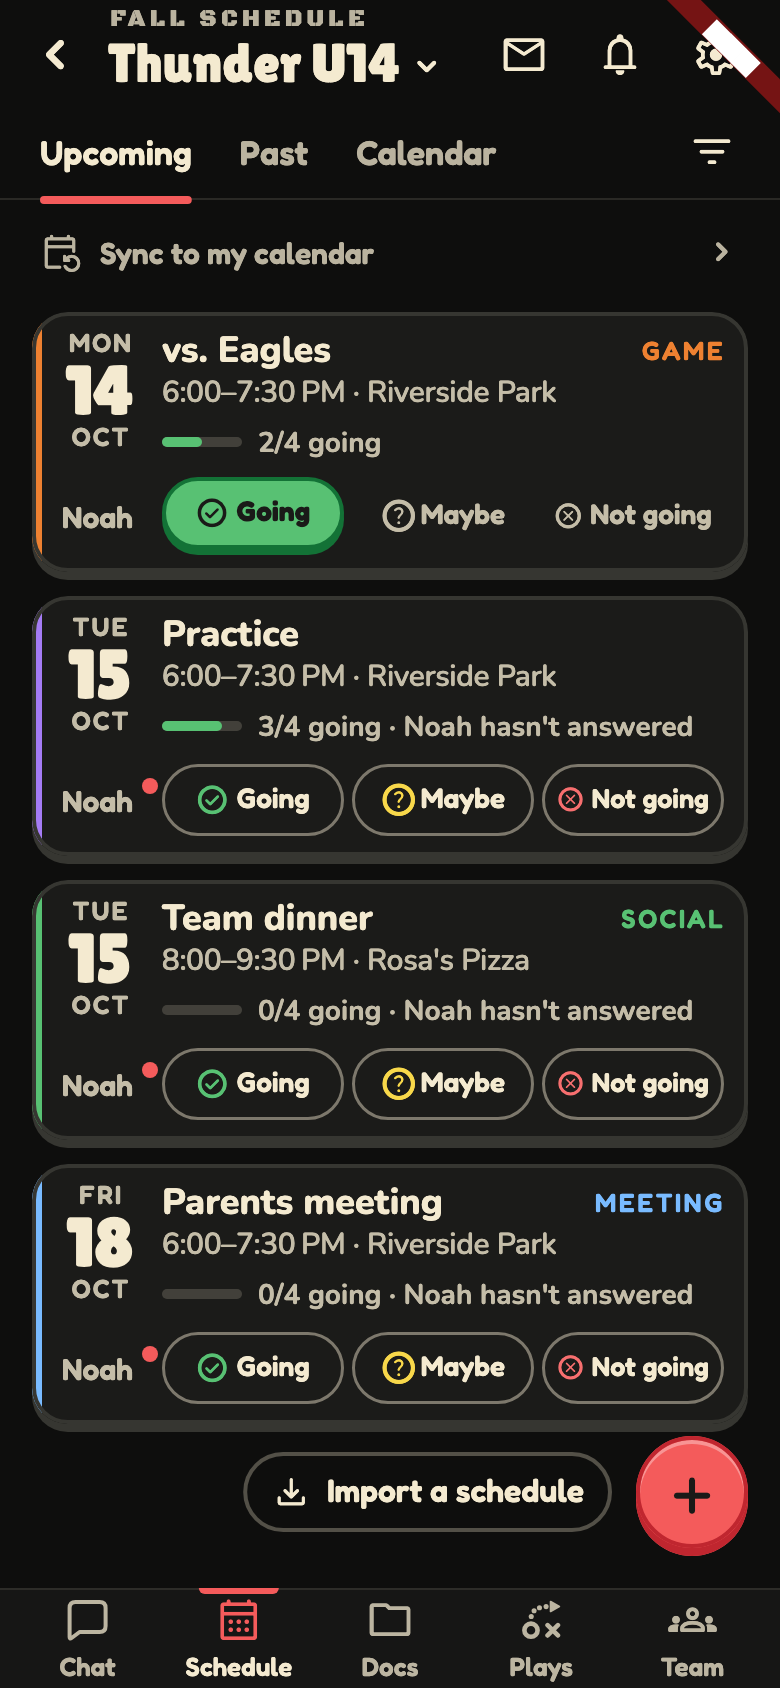 FALL SCHEDULE
Thunder U14
Upcoming Past Calendar
Sync to my calendar
MON
14
OCT
vs. Eagles
GAME
6:00–7:30 PM · Riverside Park
2/4 going
Noah
Going
Maybe
Not going
TUE
15
OCT
Practice
6:00–7:30 PM · Riverside Park
3/4 going · Noah hasn't answered
Noah
Going
Maybe
Not going
TUE
15
OCT
Team dinner
SOCIAL
8:00–9:30 PM · Rosa's Pizza
0/4 going · Noah hasn't answered
Noah
Going
Maybe
Not going
FRI
18
OCT
Parents meeting
MEETING
6:00–7:30 PM · Riverside Park
0/4 going · Noah hasn't answered
Noah
Going
Maybe
Not going
Import a schedule
Chat
Schedule
Docs
Plays
Team